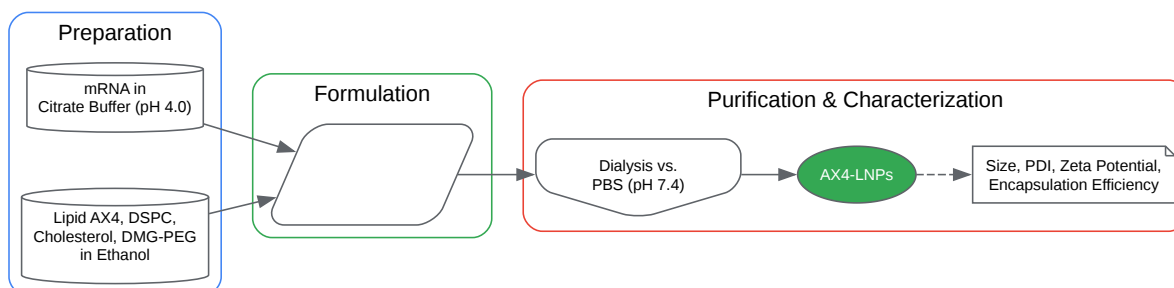 Preparation
mRNA in
Citrate Buffer (pH 4.0)
Lipid AX4, DSPC,
Cholesterol, DMG-PEG
in Ethanol
Formulation
Purification & Characterization
Dialysis vs.
PBS (pH 7.4)
AX4-LNPs
Size, PDI, Zeta Potential,
Encapsulation Efficiency